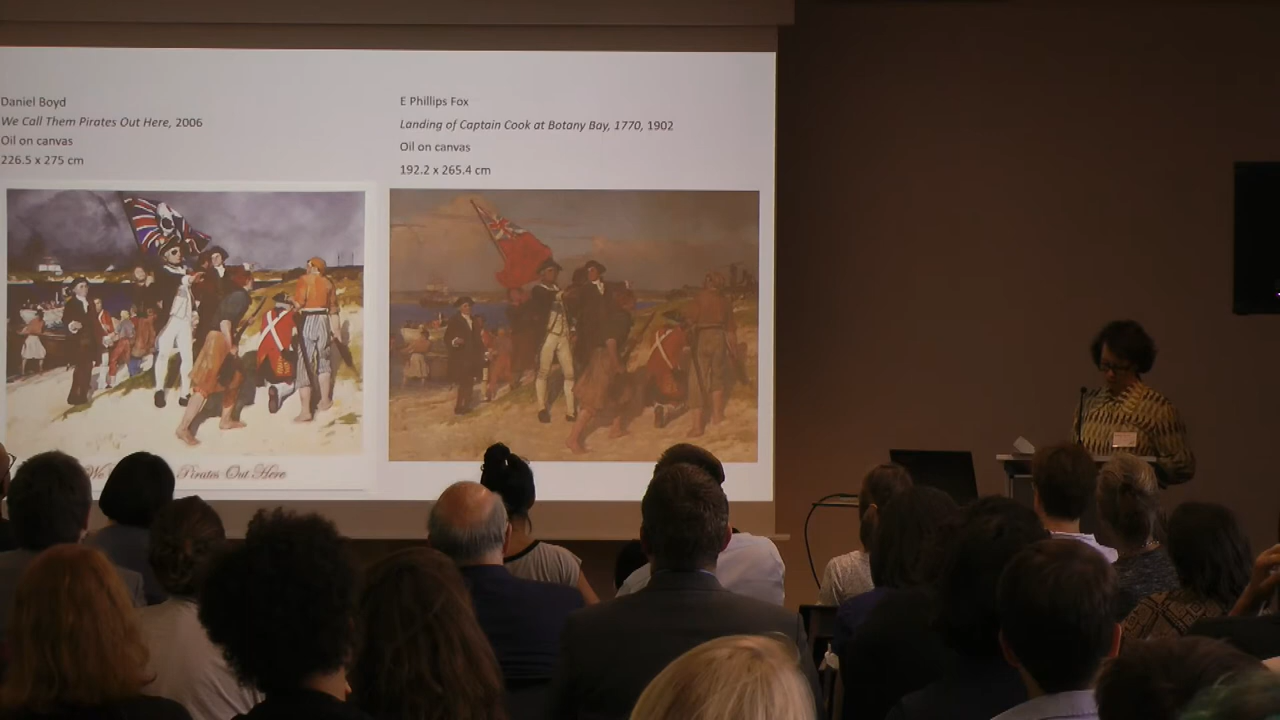 Daniel Boyd
We Call Them Pirates Out Here, 2006
Oil on canvas
226.5 x 275 cm
E Phillips Fox
Landing of Captain Cook at Botany Bay, 1770, 1902
Oil on canvas
192.2 x 265.4 cm
We Pirates Out Here